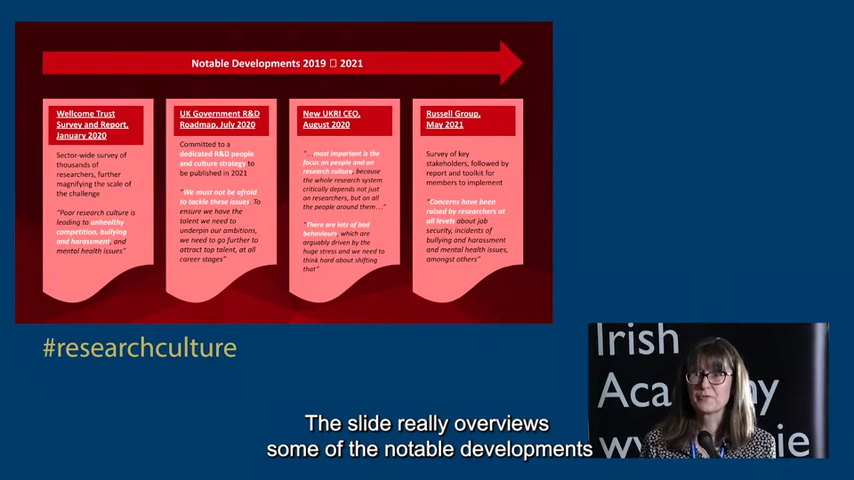 Notable Developments 2019 □ 2021
Wellcome Trust
Survey and Report,
January 2020
Sector-wide survey of
thousands of
researchers, further
magnifying the scale of
the challenge
"Poor research culture is
leading to unhealthy
competition, bullying
and harassment, and
mental health issues"
UK Government R&D
Roadmap, July 2020
Committed to a
dedicated R&D people
and culture strategy to
be published in 2021
"We must not be afraid
to tackle these issues. To
ensure we have the
talent we need to
underpin our ambitions,
we need to go further to
attract top talent, at all
career stages"
New UKRI CEO,
August 2020
"... most important is the
focus on people and on
research culture, because
the whole research system
critically depends not just
on researchers, but on all
the people around them..."
"There are lots of bad
behaviours, which are
arguably driven by the
huge stress and we need to
think hard about shifting
that"
Russell Group,
May 2021
Survey of key
stakeholders, followed by
report and toolkit for
members to implement
"Concerns have been
raised by researchers at
all levels about job
security, incidents of
bullying and harassment
and mental health issues,
amongst others"
#researchculture
Irish
Academy
The slide really overviews
some of the notable developments